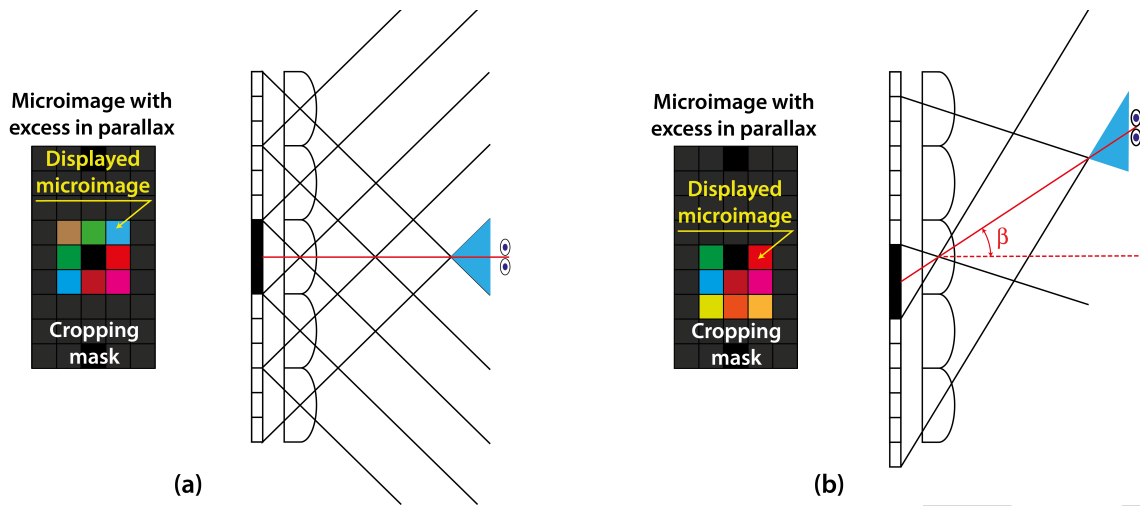 Microimage with
excess in parallax
Displayed
microimage
Cropping
mask
(a)
Microimage with
excess in parallax
Displayed
microimage
Cropping
mask
β
(b)